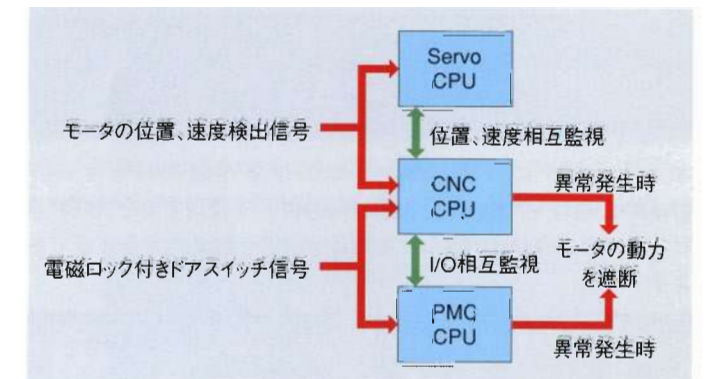 Servo
CPU
モータの位置、速度検出信号
位置、速度相互監視
CNC
CPU
異常発生時
電磁ロック付きドアスイッチ信号
I/O相互監視
モータの動力
を遮断
PMC
CPU
異常発生時